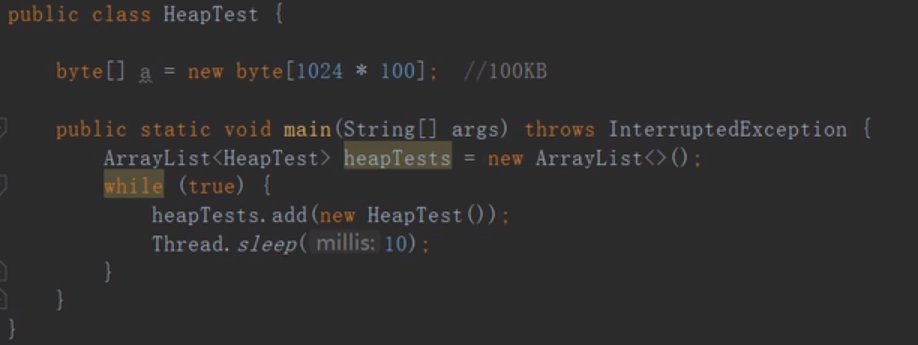 public class HeapTest {
byte[] a = new byte[1024 * 100];  //100KB
public static void main(String[] args) throws InterruptedException {
ArrayList<HeapTest> heapTests = new ArrayList<>();
while (true) {
heapTests.add(new HeapTest());
Thread.sleep( millis: 10);
}
}
}